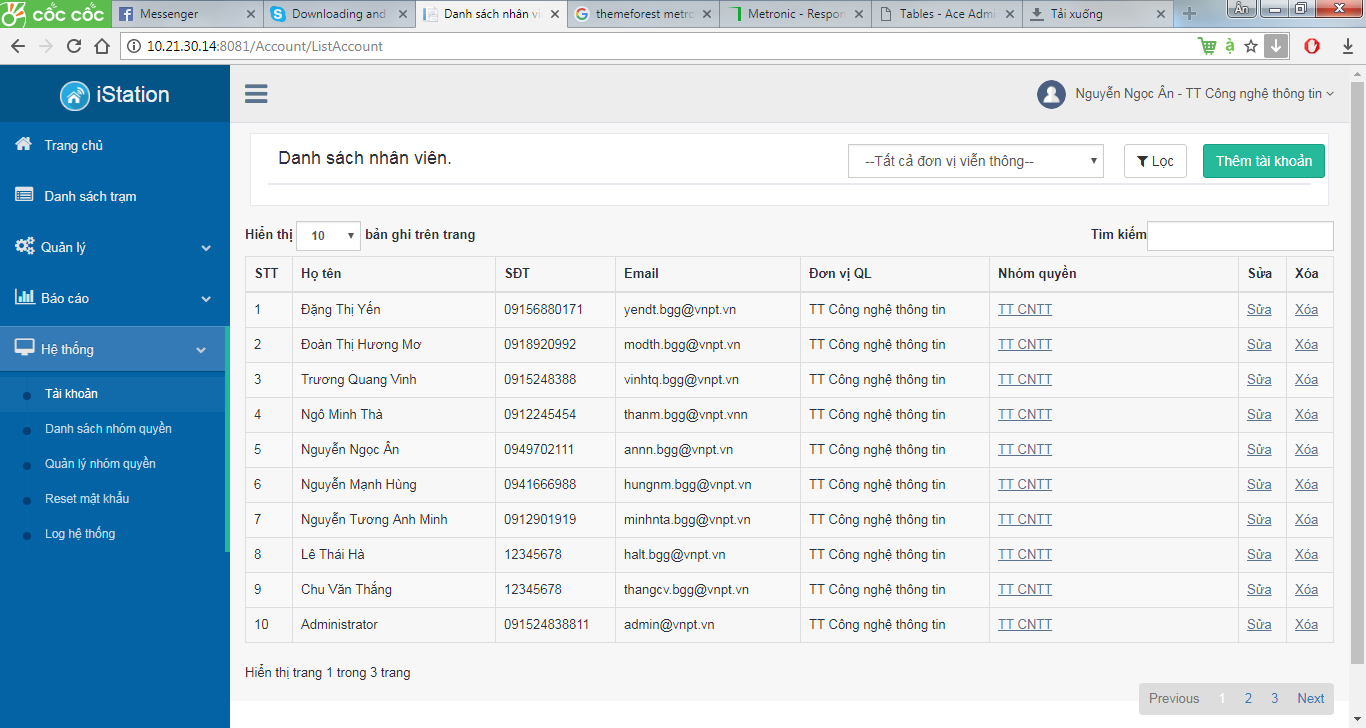 cốc cốc
Messenger
Downloading and
Danh sách nhân vi
themeforest metro
Metronic - Respon
Tables - Ace Admi
Tải xuống
Ân
10.21.30.14:8081/Account/ListAccount
iStation
Nguyễn Ngọc Ân - TT Công nghệ thông tin
Trang chủ
Danh sách trạm
Quản lý
Báo cáo
Hệ thống
Tài khoản
Danh sách nhóm quyền
Quản lý nhóm quyền
Reset mật khẩu
Log hệ thống
Danh sách nhân viên.
--Tất cả đơn vị viễn thông--
Lọc
Thêm tài khoản
Hiển thị 10 bản ghi trên trang
Tìm kiếm
STT Họ tên SĐT Email Đơn vị QL Nhóm quyền Sửa Xóa
1 Đặng Thị Yến 09156880171 yendt.bgg@vnpt.vn TT Công nghệ thông tin TT CNTT Sửa Xóa
2 Đoàn Thị Hương Mơ 0918920992 modth.bgg@vnpt.vn TT Công nghệ thông tin TT CNTT Sửa Xóa
3 Trương Quang Vinh 0915248388 vinhtq.bgg@vnpt.vn TT Công nghệ thông tin TT CNTT Sửa Xóa
4 Ngô Minh Thà 0912245454 thanm.bgg@vnpt.vnn TT Công nghệ thông tin TT CNTT Sửa Xóa
5 Nguyễn Ngọc Ân 0949702111 annn.bgg@vnpt.vn TT Công nghệ thông tin TT CNTT Sửa Xóa
6 Nguyễn Mạnh Hùng 0941666988 hungnm.bgg@vnpt.vn TT Công nghệ thông tin TT CNTT Sửa Xóa
7 Nguyễn Tương Anh Minh 0912901919 minhnta.bgg@vnpt.vn TT Công nghệ thông tin TT CNTT Sửa Xóa
8 Lê Thái Hà 12345678 halt.bgg@vnpt.vn TT Công nghệ thông tin TT CNTT Sửa Xóa
9 Chu Văn Thắng 12345678 thangcv.bgg@vnpt.vn TT Công nghệ thông tin TT CNTT Sửa Xóa
10 Administrator 091524838811 admin@vnpt.vn TT Công nghệ thông tin TT CNTT Sửa Xóa
Hiển thị trang 1 trong 3 trang
Previous 1 2 3 Next